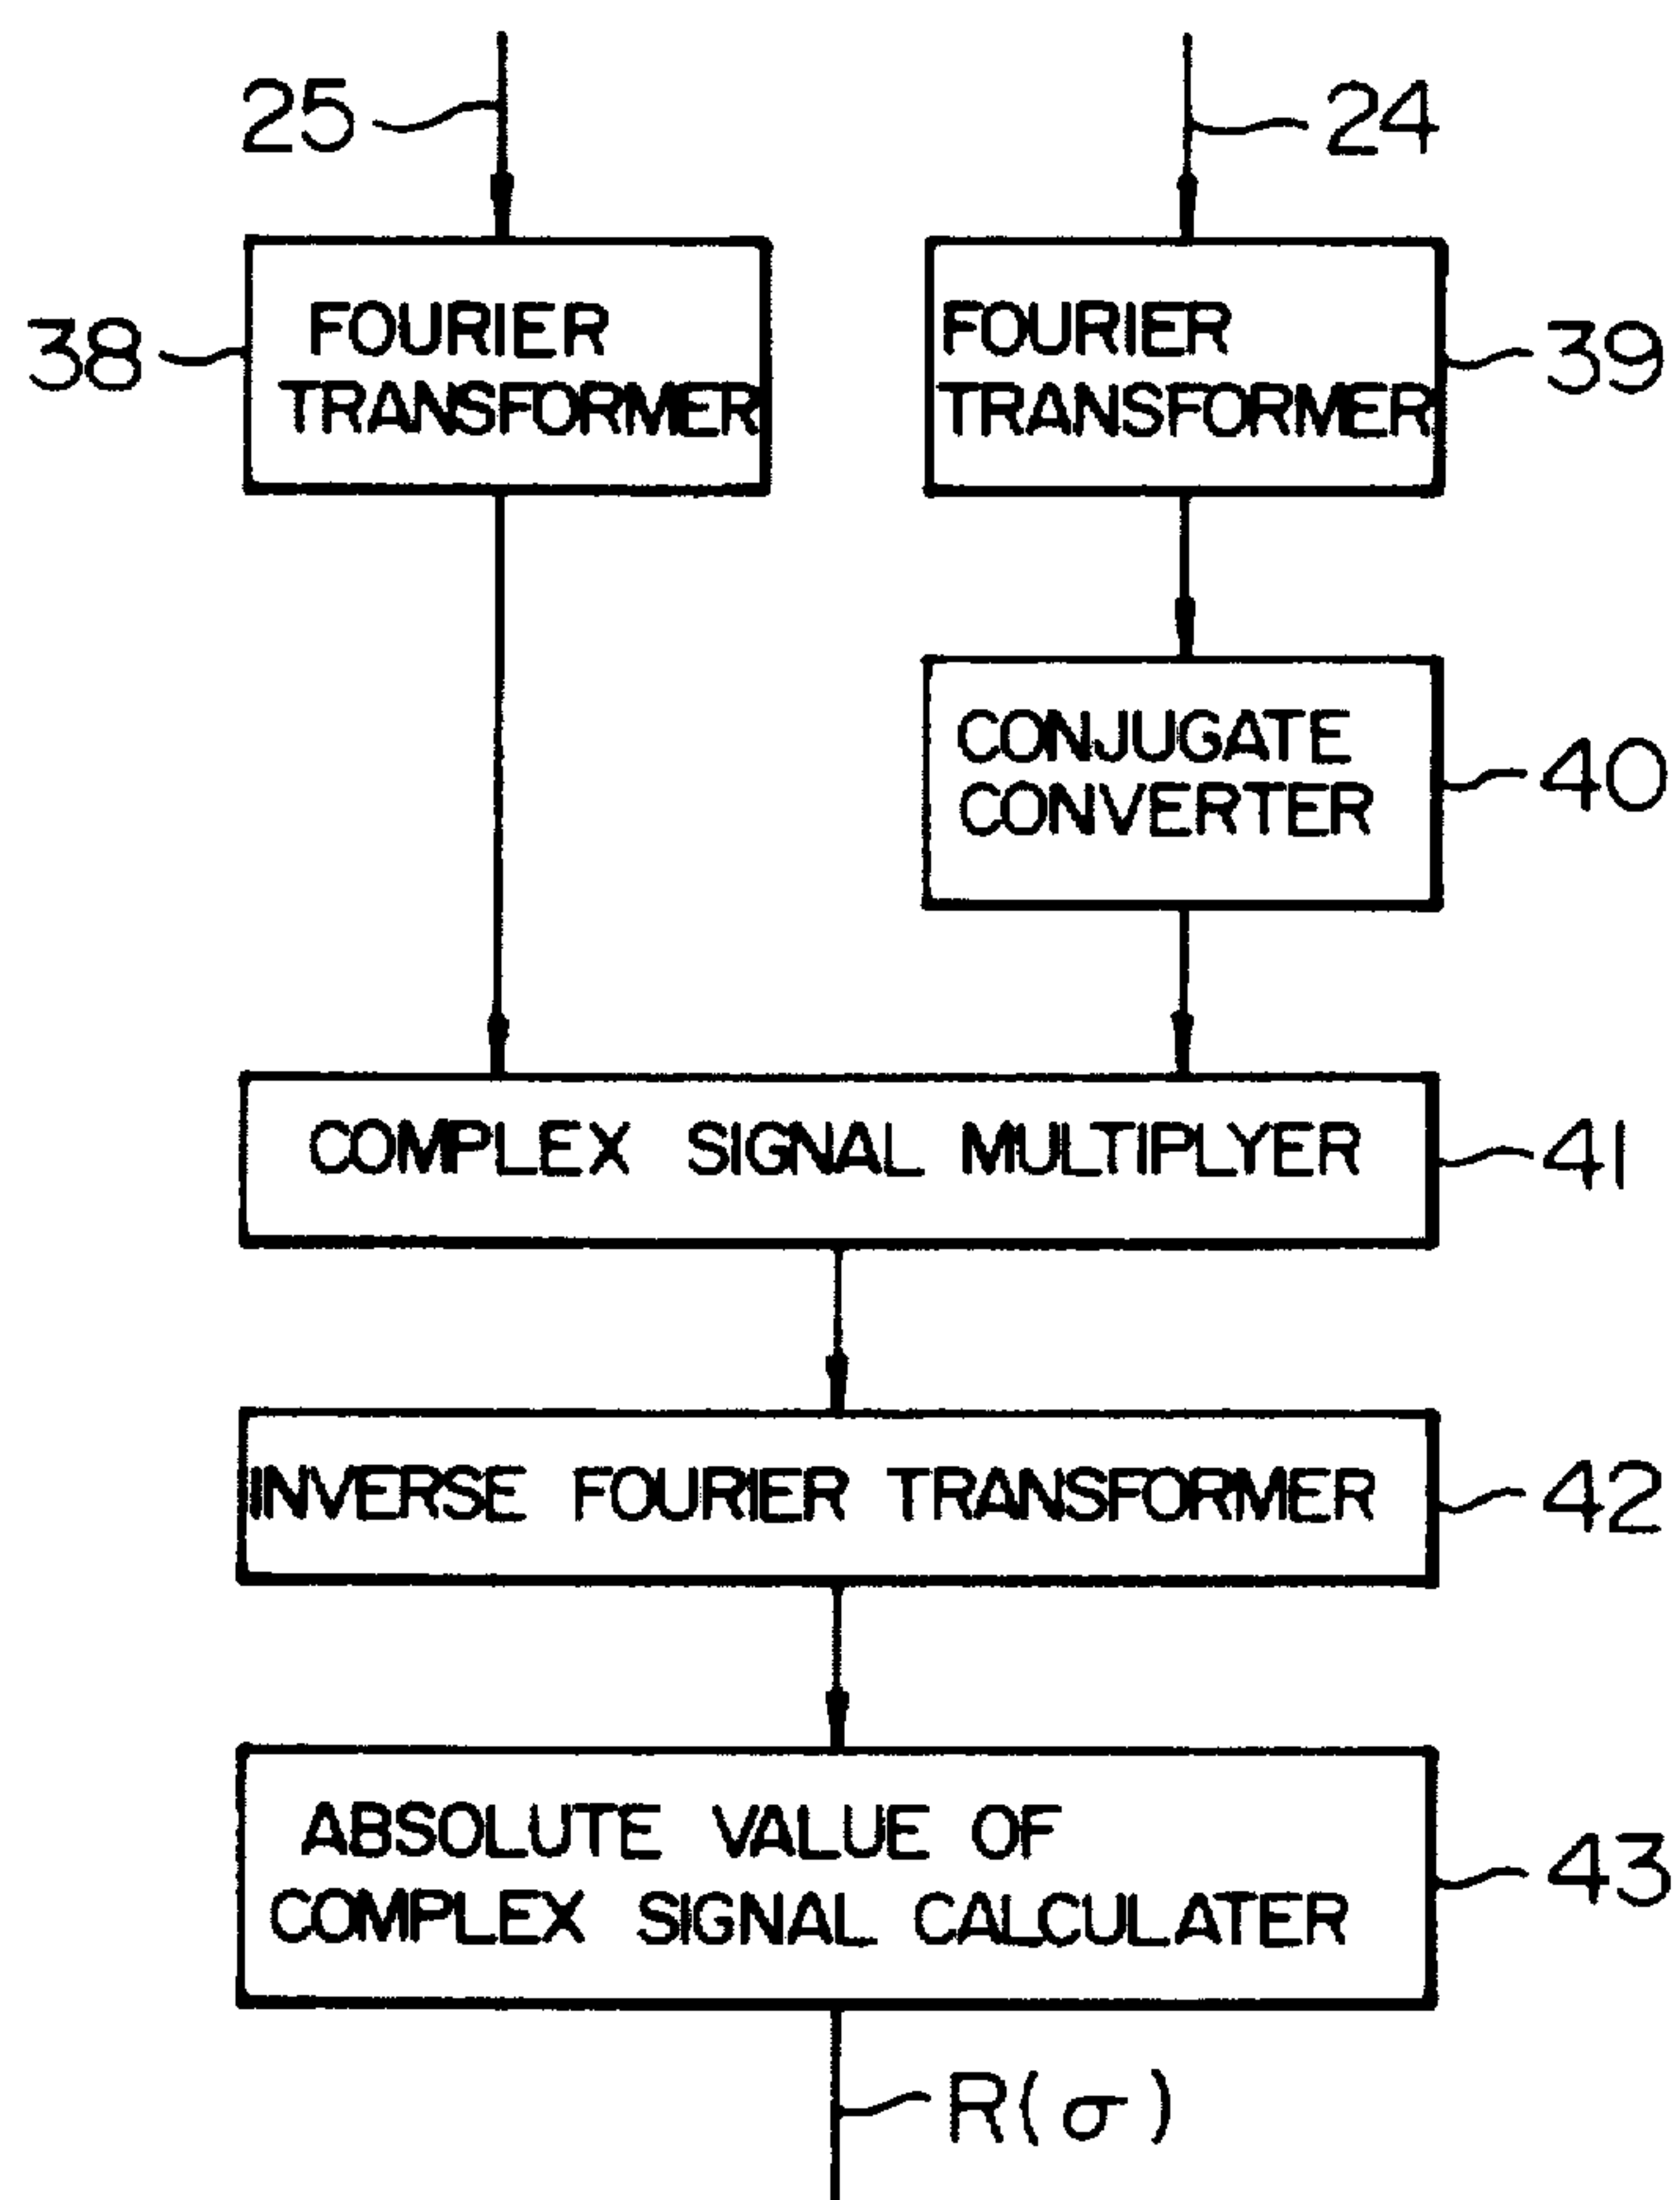 25
24
38
FOURIER
TRANSFORMER
FOURIER
TRANSFORMER
39
CONJUGATE
CONVERTER
40
COMPLEX SIGNAL MULTIPLYER
41
INVERSE FOURIER TRANSFORMER
42
ABSOLUTE VALUE OF
COMPLEX SIGNAL CALCULATER
43
R(σ)